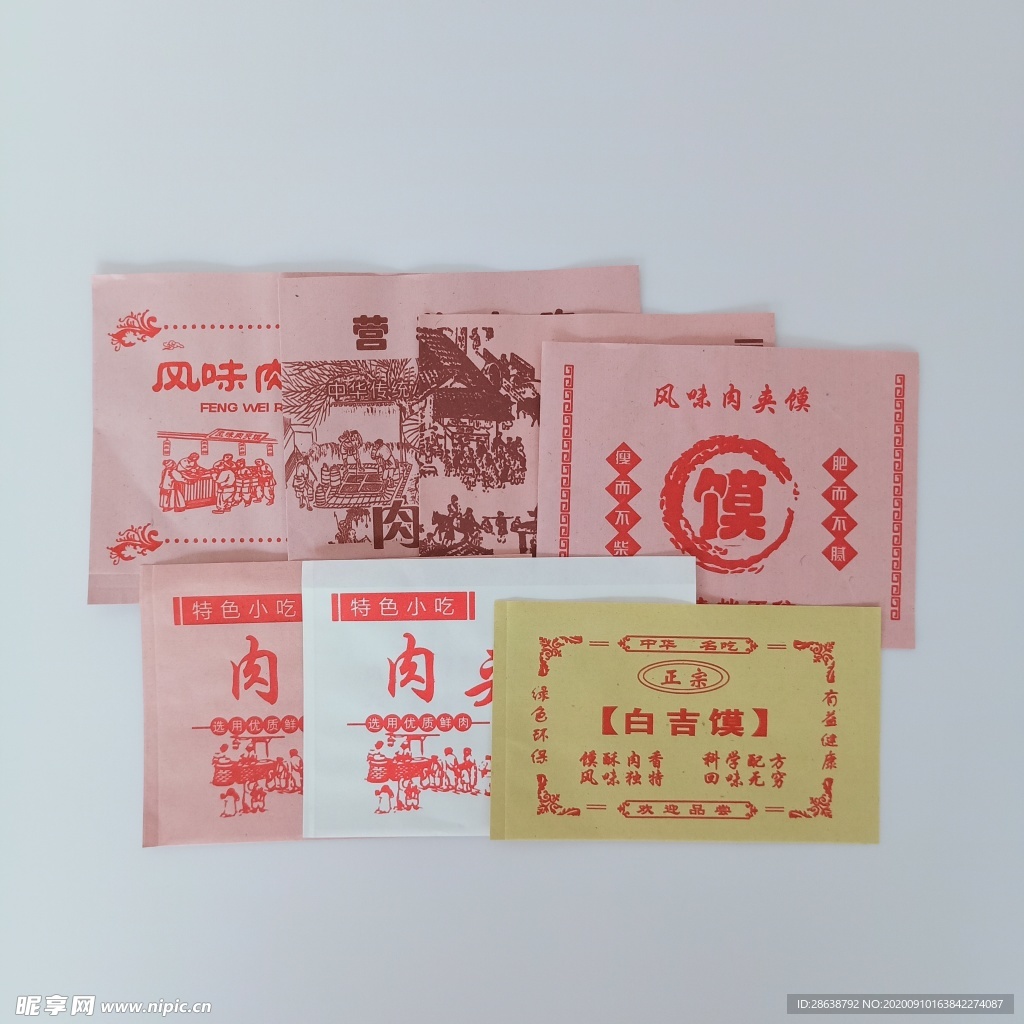 风味肉
FENG WEI R
营
中华传
肉
风味肉夹馍
瘦而不柴
馍
肥而不腻
特色小吃
肉
选用优质鲜
特色小吃
肉夹
选用优质鲜肉
中华 名吃
正宗
绿色环保
【白吉馍】
有益健康
馍酥肉香 科学配方
风味独特 回味无穷
欢迎品尝
昵享网 www.nipic.cn
ID:28638792 NO:20200910163842274087